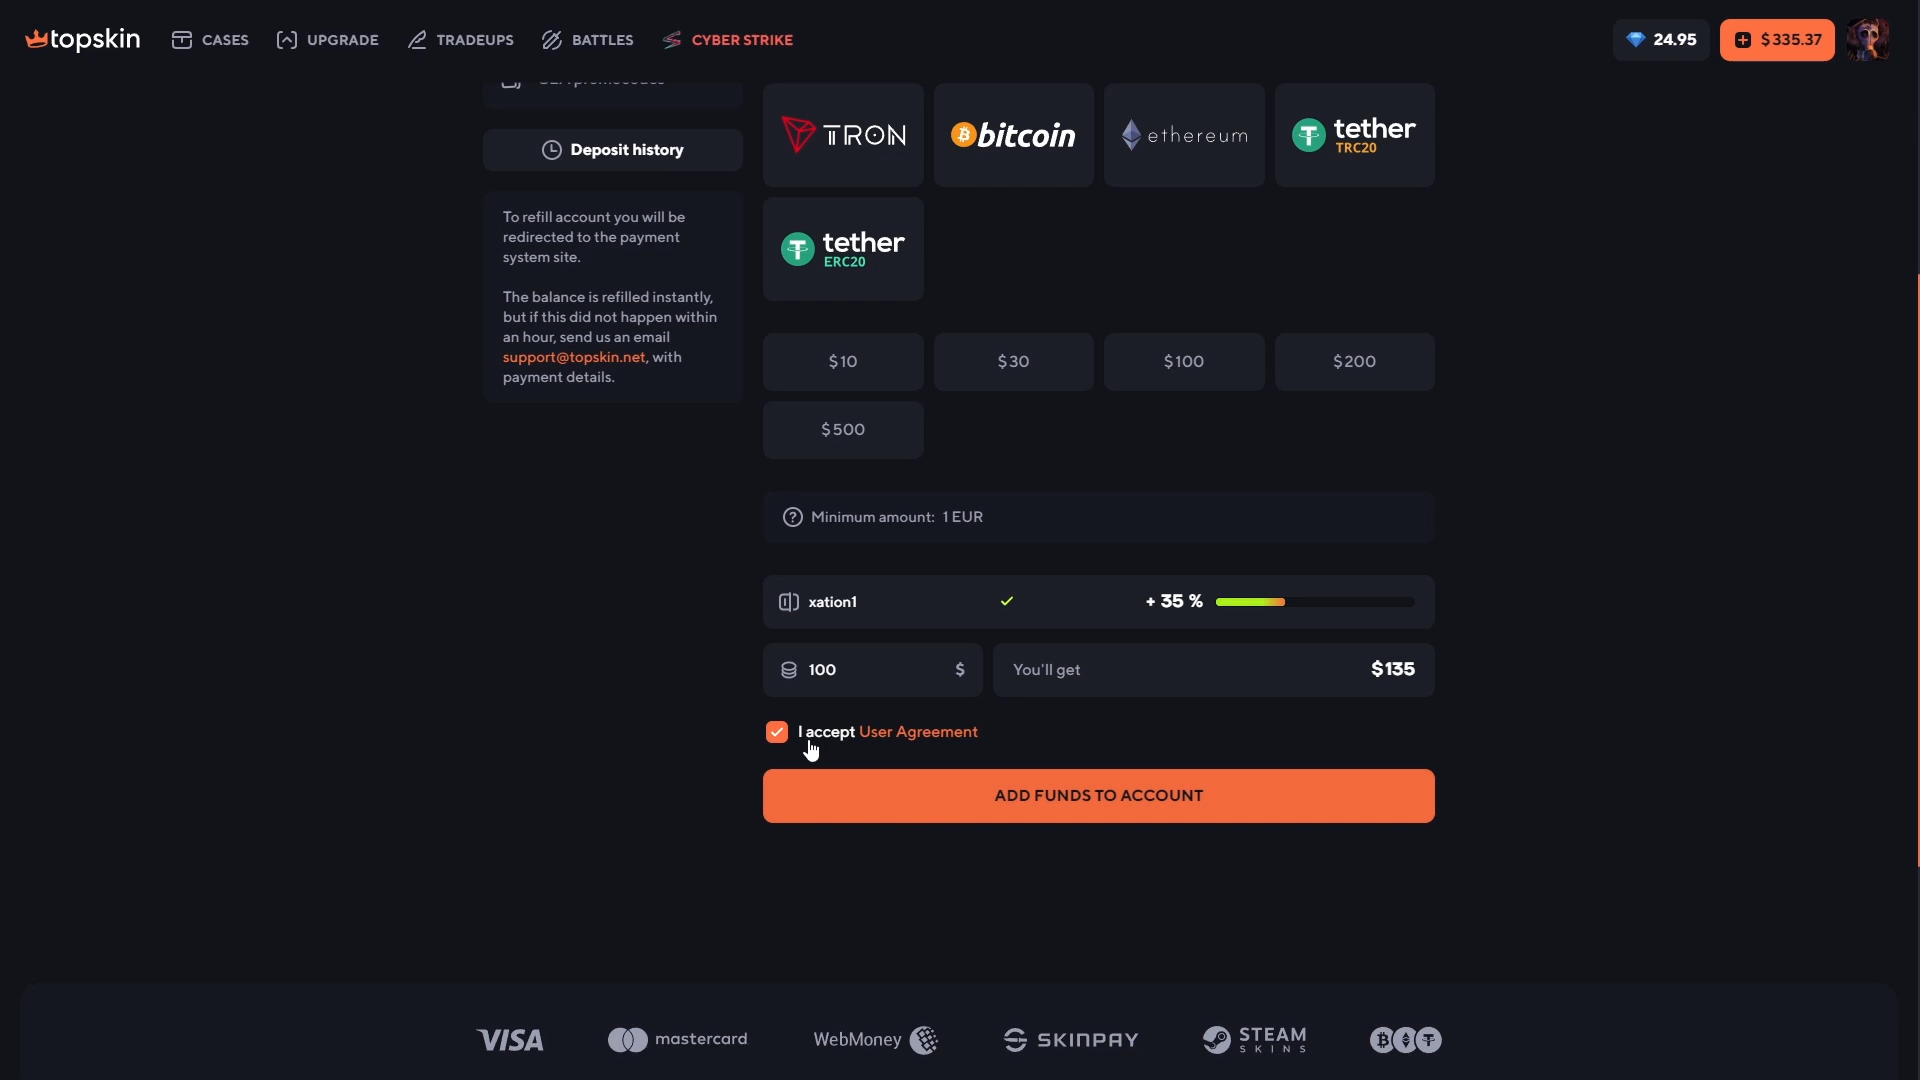 topskin
CASES
UPGRADE
TRADEUPS
BATTLES
CYBER STRIKE
24.95
$335.37
Deposit history
To refill account you will be
redirected to the payment
system site.
The balance is refilled instantly,
but if this did not happen within
an hour, send us an email
support@topskin.net, with
payment details.
TRON
bitcoin
ethereum
tether
TRC20
tether
ERC20
$10
$30
$100
$200
$500
Minimum amount: 1 EUR
xation1
+ 35 %
100
$
You'll get
$135
I accept User Agreement
ADD FUNDS TO ACCOUNT
VISA
mastercard
WebMoney
SKINPAY
STEAM
SKINS